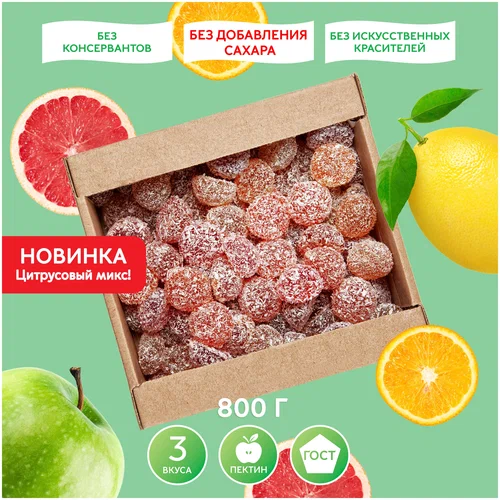 БЕЗ
КОНСЕРВАНТОВ
БЕЗ ДОБАВЛЕНИЯ
САХАРА
БЕЗ ИСКУССТВЕННЫХ
КРАСИТЕЛЕЙ
НОВИНКА
Цитрусовый микс!
800 Г
3
ВКУСА
ПЕКТИН
ГОСТ